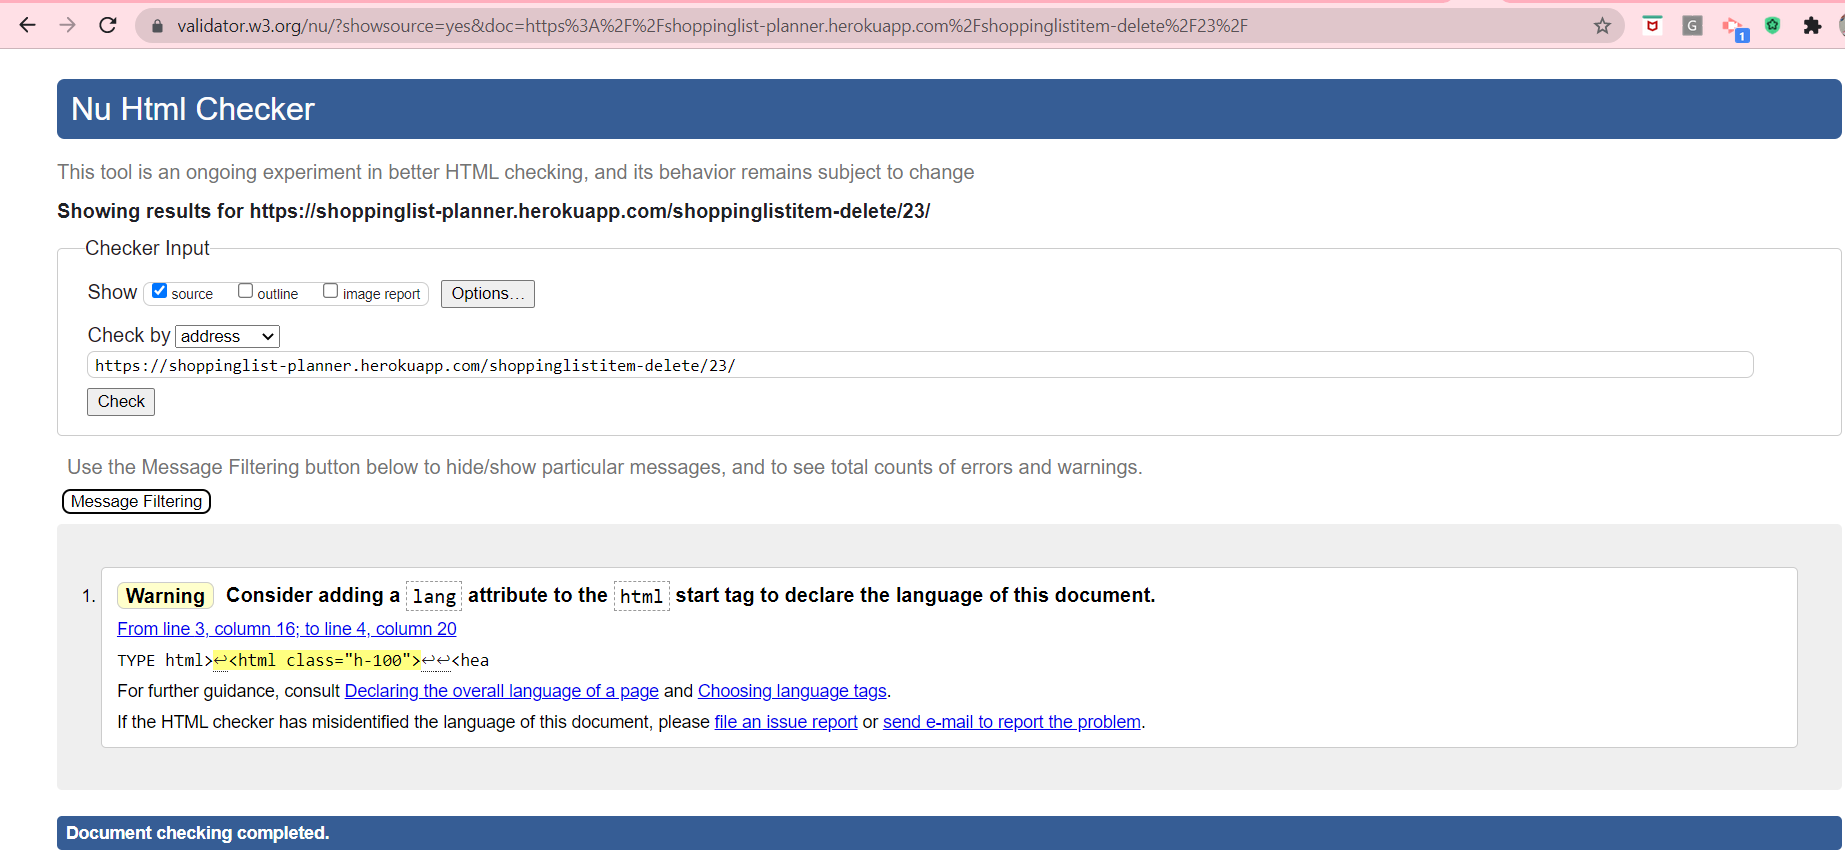 validator.w3.org/nu/?showsource=yes&doc=https%3A%2F%2Fshoppinglist-planner.herokuapp.com%2Fshoppinglistitem-delete%2F23%2F
G
1
Nu Html Checker
This tool is an ongoing experiment in better HTML checking, and its behavior remains subject to change
Showing results for https://shoppinglist-planner.herokuapp.com/shoppinglistitem-delete/23/
Checker Input
Show source outline image report Options...
Check by address
https://shoppinglist-planner.herokuapp.com/shoppinglistitem-delete/23/
Check
Use the Message Filtering button below to hide/show particular messages, and to see total counts of errors and warnings.
Message Filtering
1. Warning Consider adding a lang attribute to the html start tag to declare the language of this document.
From line 3, column 16; to line 4, column 20
TYPE html>↩<html class="h-100">↩↩<hea
For further guidance, consult Declaring the overall language of a page and Choosing language tags.
If the HTML checker has misidentified the language of this document, please file an issue report or send e-mail to report the problem.
Document checking completed.